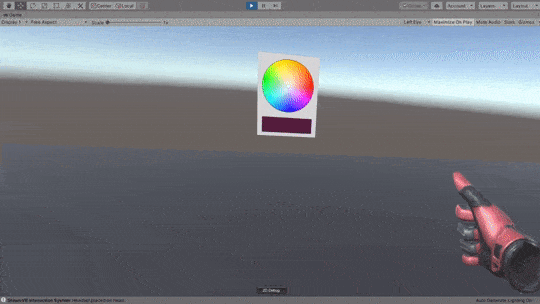 Center Local
Account Layers Layout
Game
Display 1 Free Aspect Scale 1x Left Eye Maximize On Play Mute Audio Stats Gizmos
2D Debug
Auto Generate Lighting On